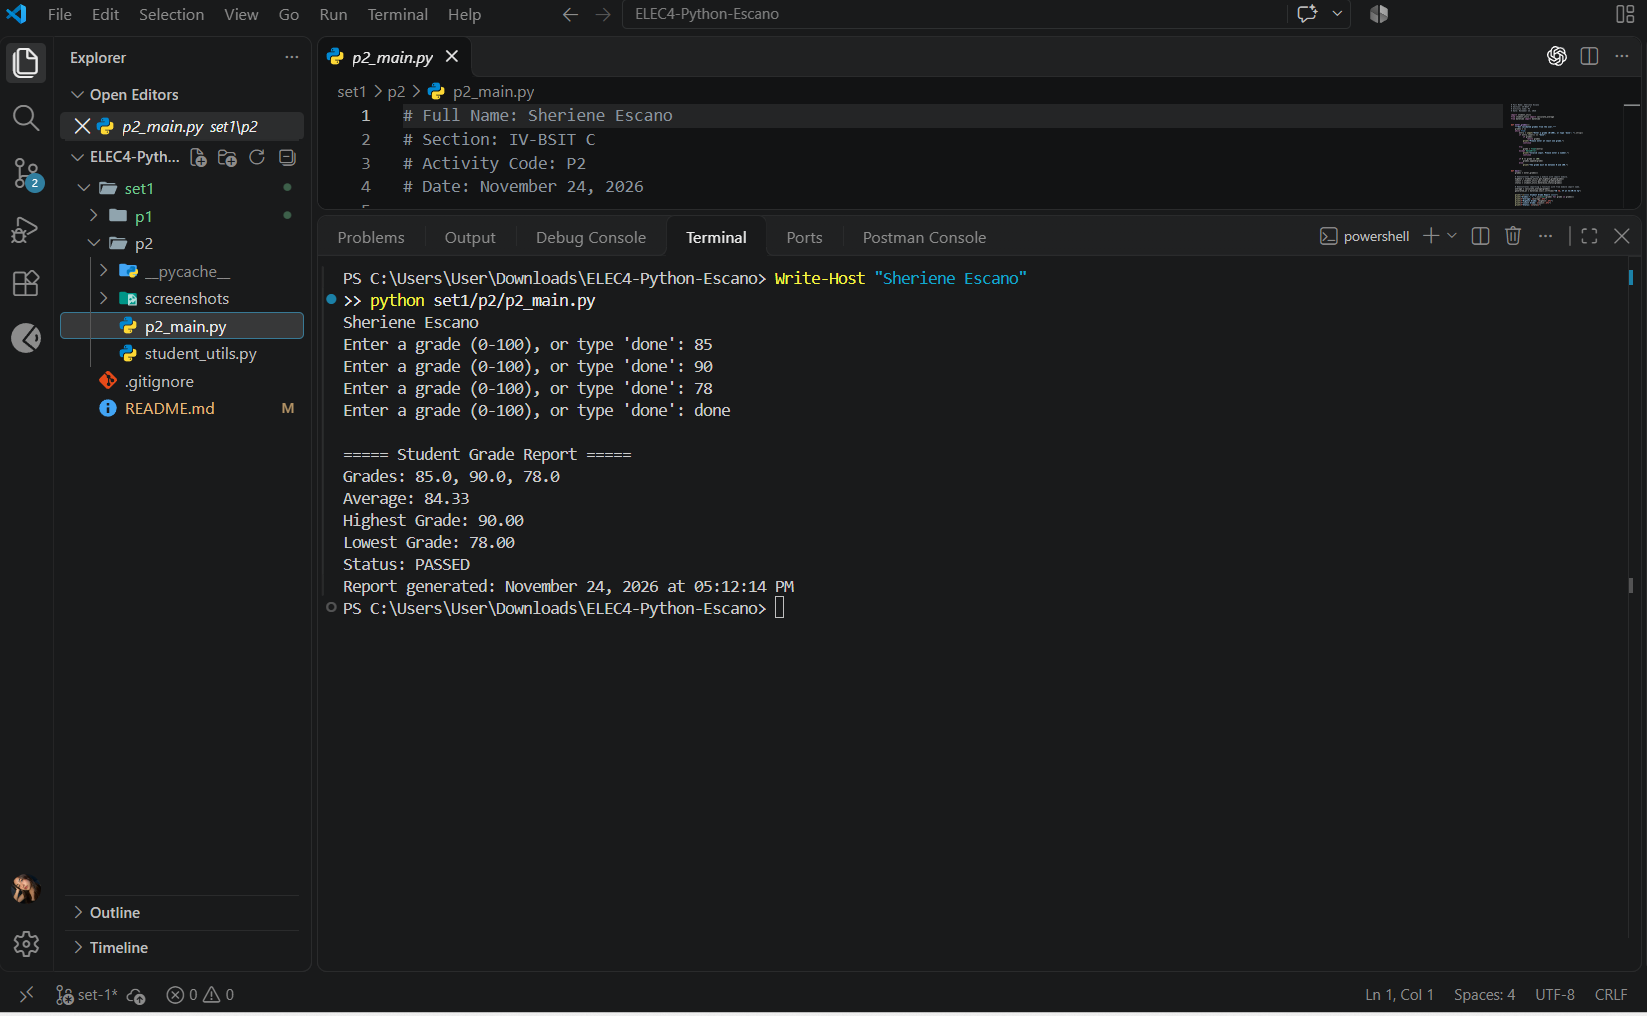 File Edit Selection View Go Run Terminal Help
ELEC4-Python-Escano
Explorer
Open Editors
p2_main.py set1\p2
ELEC4-Pyth...
set1
p1
p2
__pycache__
screenshots
p2_main.py
student_utils.py
.gitignore
README.md M
Outline
Timeline
2
p2_main.py
set1 > p2 > p2_main.py
1 # Full Name: Sheriene Escano
2 # Section: IV-BSIT C
3 # Activity Code: P2
4 # Date: November 24, 2026
Problems Output Debug Console Terminal Ports Postman Console
powershell
PS C:\Users\User\Downloads\ELEC4-Python-Escano> Write-Host "Sheriene Escano"
>> python set1/p2/p2_main.py
Sheriene Escano
Enter a grade (0-100), or type 'done': 85
Enter a grade (0-100), or type 'done': 90
Enter a grade (0-100), or type 'done': 78
Enter a grade (0-100), or type 'done': done
===== Student Grade Report =====
Grades: 85.0, 90.0, 78.0
Average: 84.33
Highest Grade: 90.00
Lowest Grade: 78.00
Status: PASSED
Report generated: November 24, 2026 at 05:12:14 PM
PS C:\Users\User\Downloads\ELEC4-Python-Escano>
set-1* 0 0
Ln 1, Col 1 Spaces: 4 UTF-8 CRLF